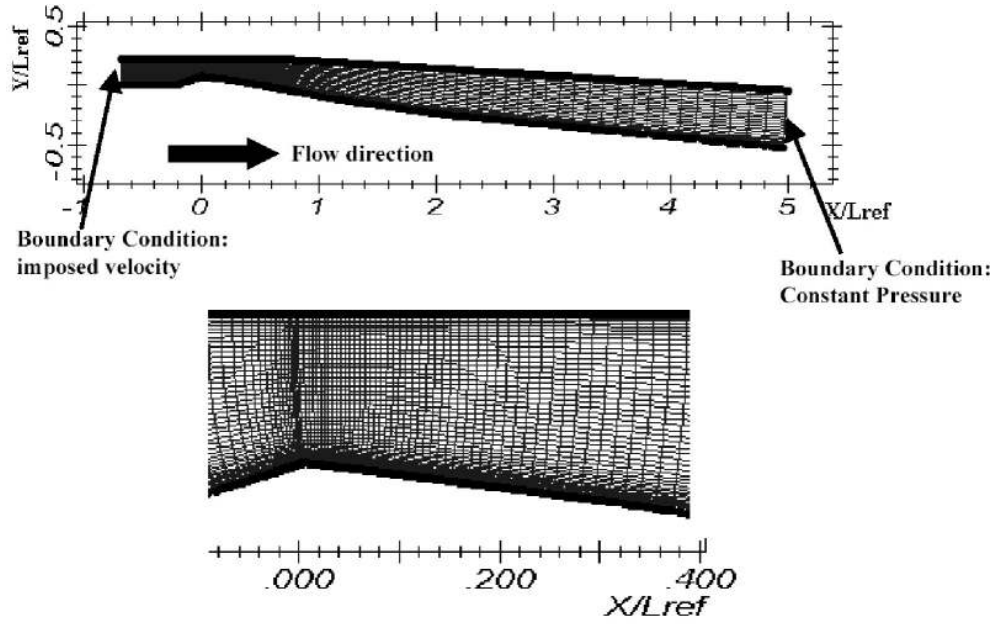 0.5
Y/Lref
-0.5
Flow direction
-1 0 1 2 3 4 5 X/Lref
Boundary Condition:
imposed velocity
Boundary Condition:
Constant Pressure
.000 .200 .400
X/Lref